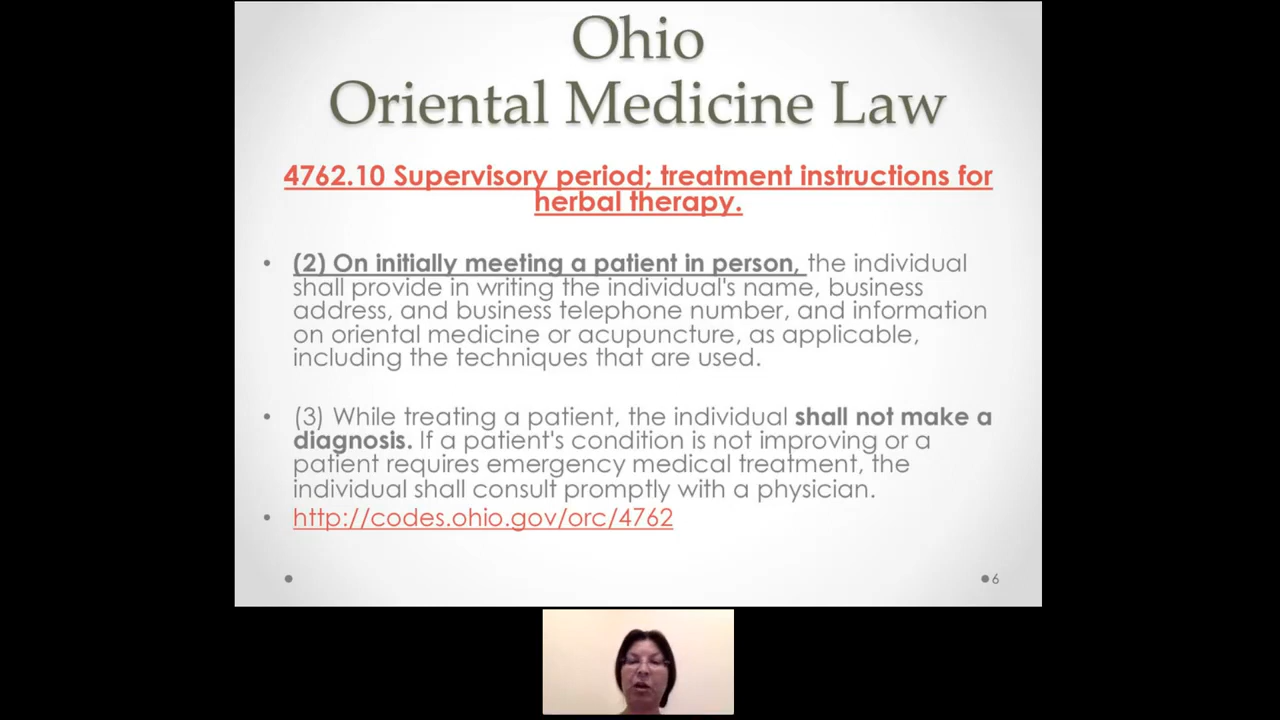 Ohio
Oriental Medicine Law
4762.10 Supervisory period; treatment instructions for
herbal therapy.
• (2) On initially meeting a patient in person, the individual
shall provide in writing the individual's name, business
address, and business telephone number, and information
on oriental medicine or acupuncture, as applicable,
including the techniques that are used.
• (3) While treating a patient, the individual shall not make a
diagnosis. If a patient's condition is not improving or a
patient requires emergency medical treatment, the
individual shall consult promptly with a physician.
• http://codes.ohio.gov/orc/4762
6